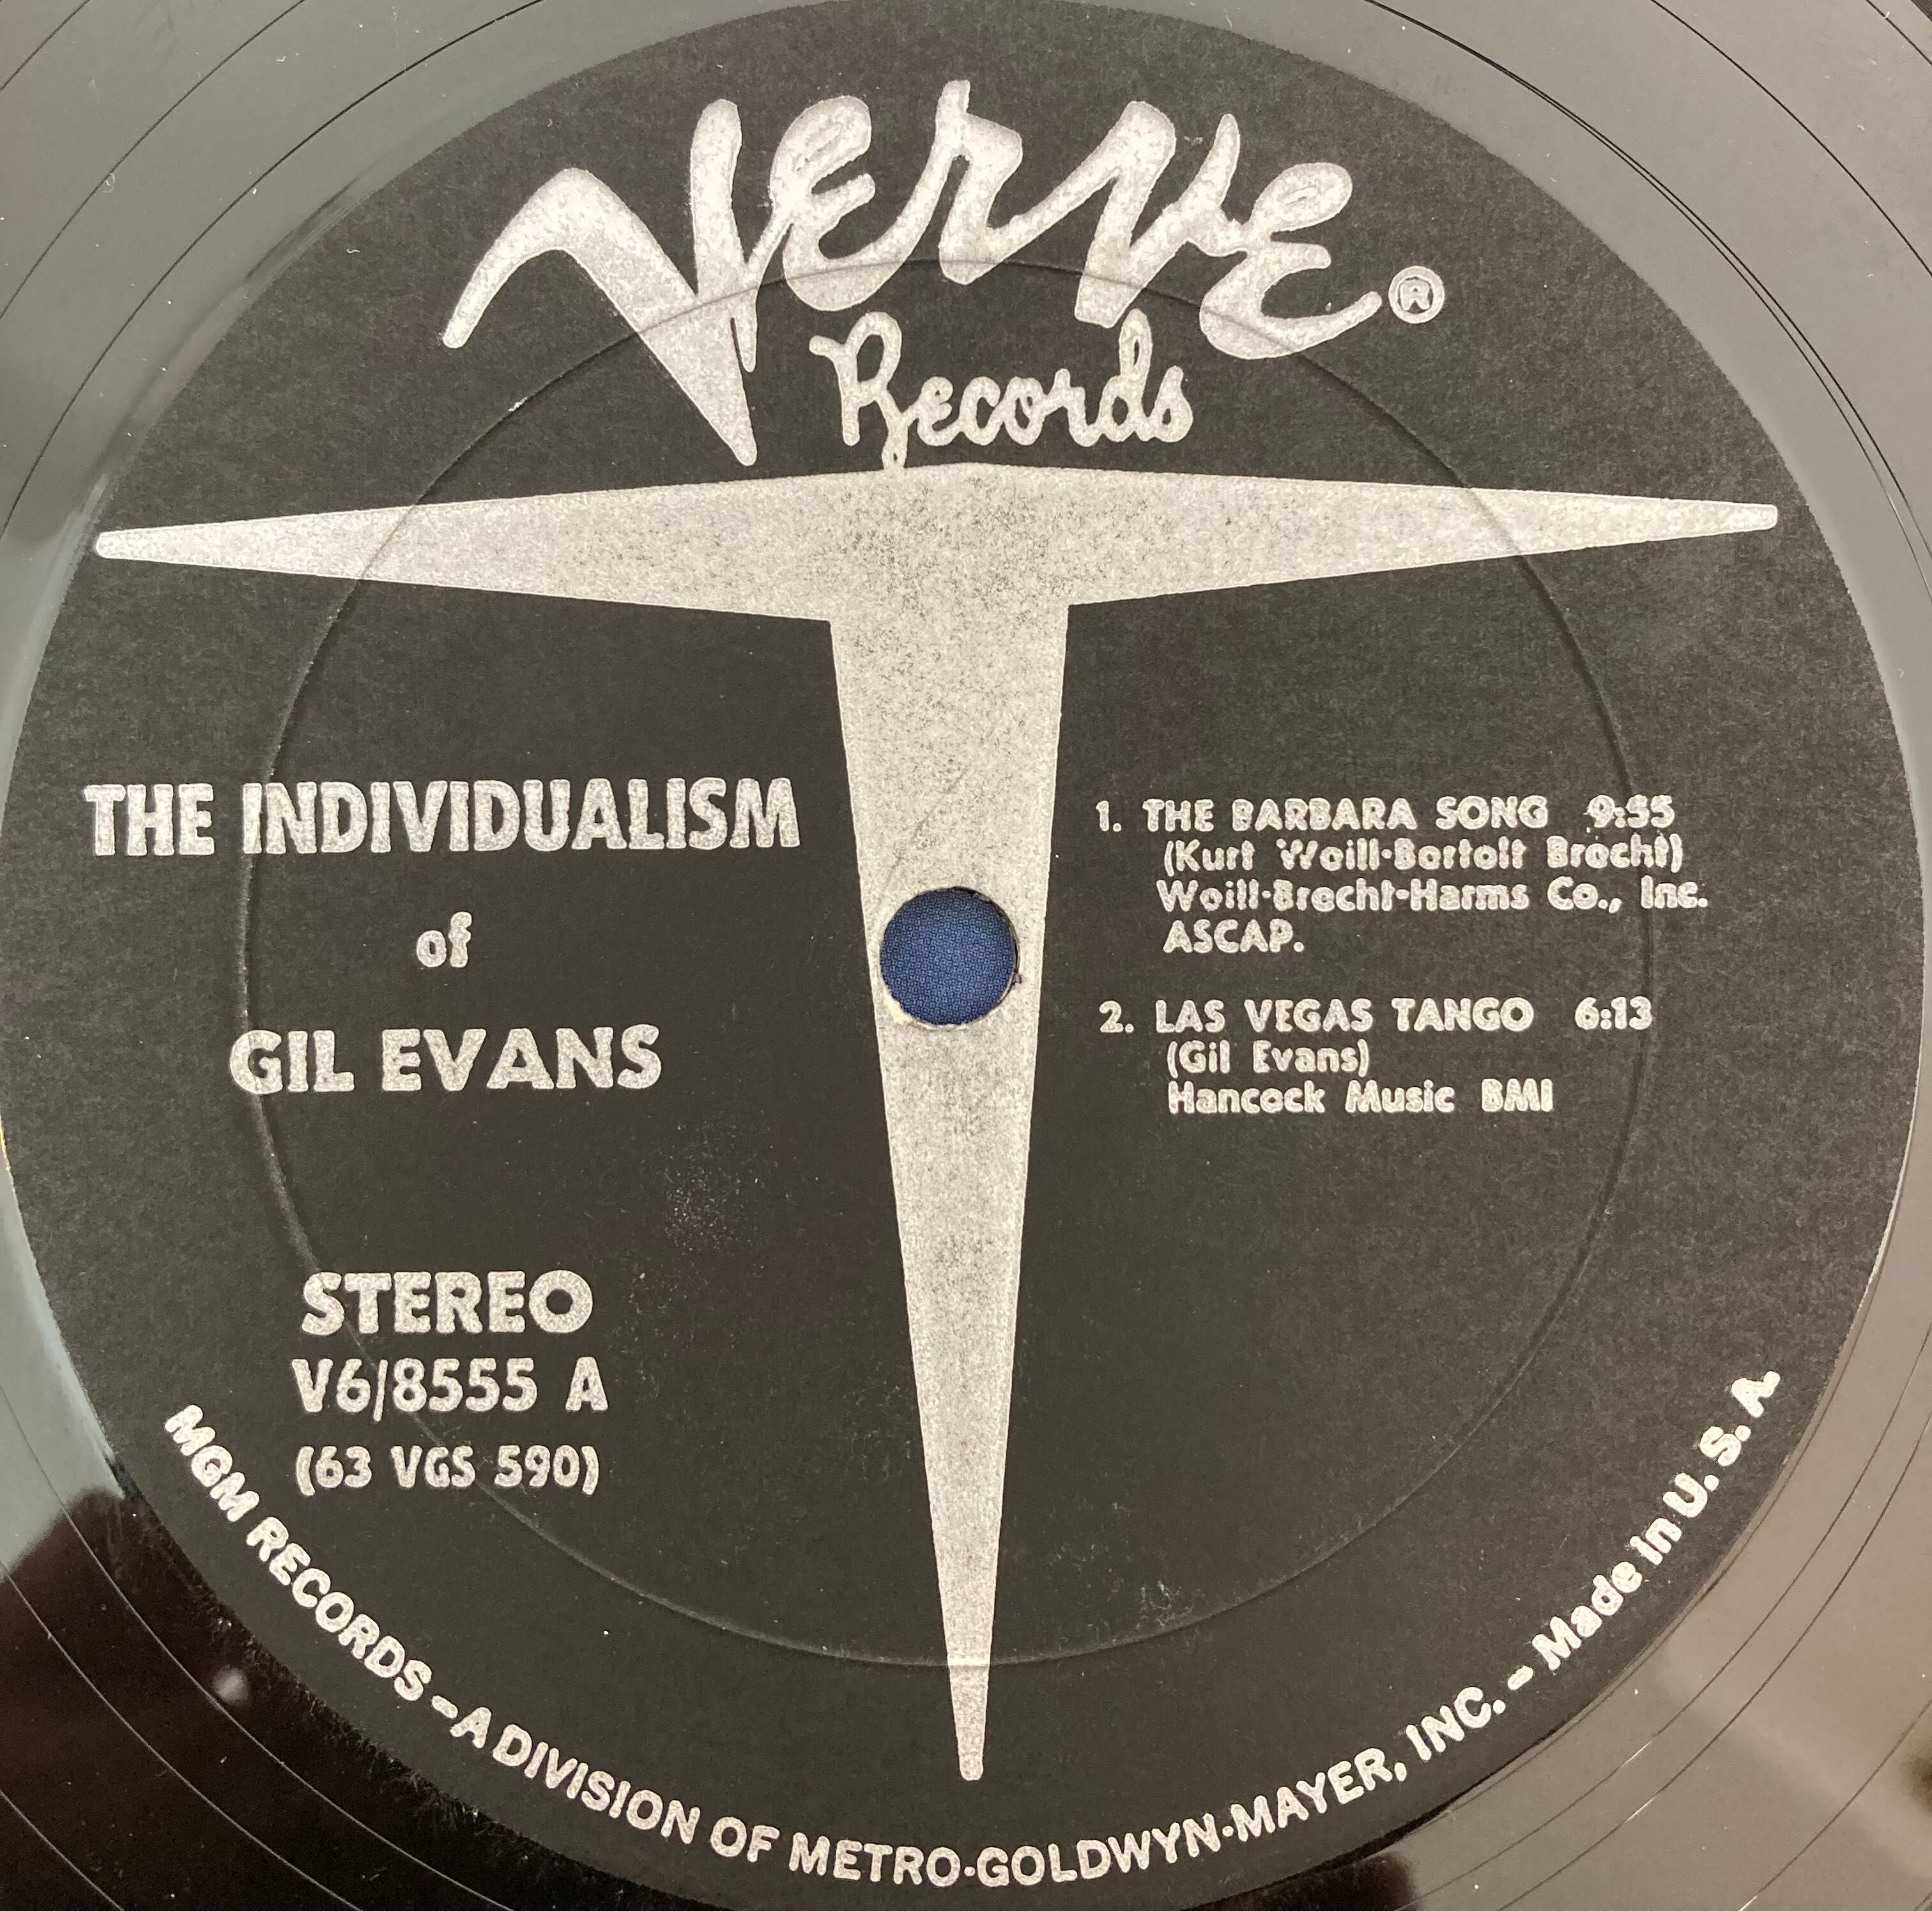 Verve®
Records
THE INDIVIDUALISM
of
GIL EVANS
STEREO
V6/8555 A
(63 VGS 590)
1. THE BARBARA SONG 9:55
(Kurt Weill-Bertolt Brecht)
Weill-Brecht-Harms Co., Inc.
ASCAP.
2. LAS VEGAS TANGO 6:13
(Gil Evans)
Hancock Music BMI
MGM RECORDS – A DIVISION OF METRO-GOLDWYN-MAYER, INC. – Made in U. S. A.